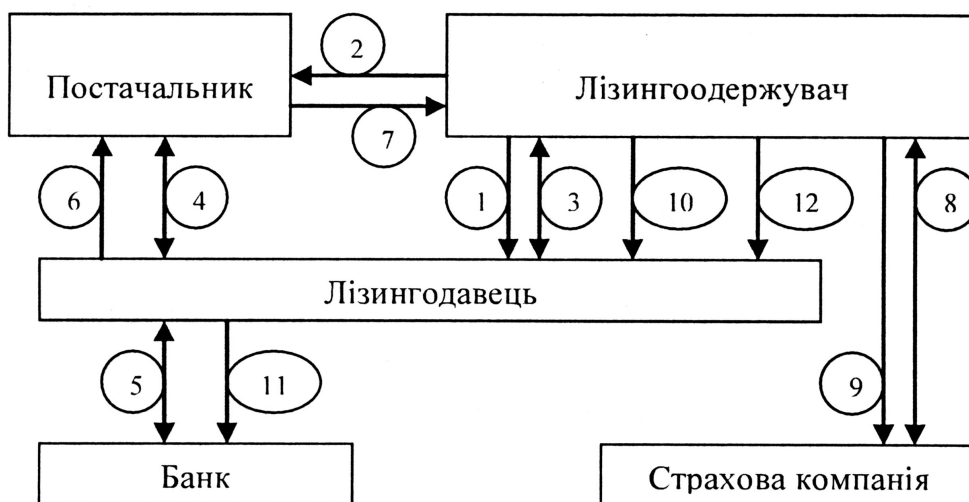 2
Постачальник
Лізингоодержувач
7
6
4
1
3
10
12
8
Лізингодавець
5
11
9
Банк
Страхова компанія